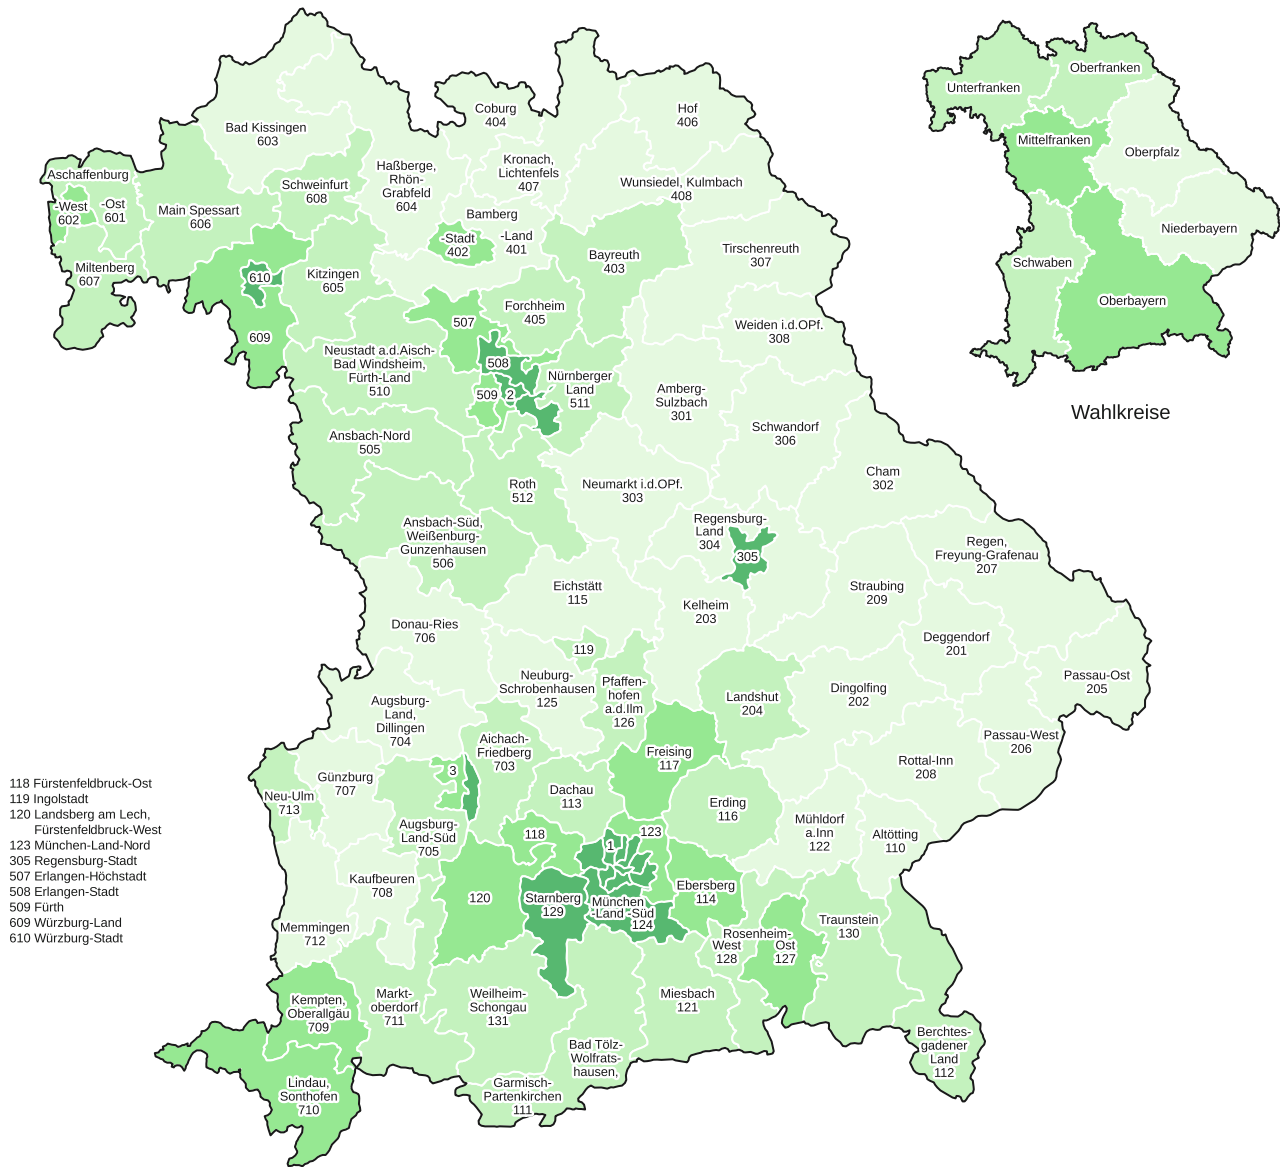 Coburg
404
Hof
406
Bad Kissingen
603
Haßberge,
Rhön-
Grabfeld
604
Kronach,
Lichtenfels
407
Wunsiedel, Kulmbach
408
Aschaffenburg
-West
602
-Ost
601
Main Spessart
606
Schweinfurt
608
Bamberg
-Stadt
402
-Land
401
Bayreuth
403
Tirschenreuth
307
Miltenberg
607
610
Kitzingen
605
Forchheim
405
507
609
Weiden i.d.OPf.
308
Neustadt a.d.Aisch-
Bad Windsheim,
Fürth-Land
510
508
509
2
Nürnberger
Land
511
Amberg-
Sulzbach
301
Schwandorf
306
Ansbach-Nord
505
Roth
512
Neumarkt i.d.OPf.
303
Cham
302
Ansbach-Süd,
Weißenburg-
Gunzenhausen
506
Regensburg-
Land
304
305
Regen,
Freyung-Grafenau
207
Eichstätt
115
Kelheim
203
Straubing
209
Donau-Ries
706
119
Deggendorf
201
Neuburg-
Schrobenhausen
125
Pfaffen-
hofen
a.d.Ilm
126
Landshut
204
Dingolfing
202
Passau-Ost
205
Augsburg-
Land,
Dillingen
704
Aichach-
Friedberg
703
Freising
117
Passau-West
206
Rottal-Inn
208
Günzburg
707
3
Neu-Ulm
713
Dachau
113
Erding
116
Augsburg-
Land-Süd
705
118
1
123
Mühldorf
a.Inn
122
Altötting
110
Kaufbeuren
708
120
Starnberg
129
München
-Land -Süd
124
Ebersberg
114
Memmingen
712
Rosenheim-
West
128
Ost
127
Traunstein
130
Kempten,
Oberallgäu
709
Markt-
oberdorf
711
Weilheim-
Schongau
131
Miesbach
121
Bad Tölz-
Wolfrats-
hausen,
Garmisch-
Partenkirchen
111
Berchtes-
gadener
Land
112
Lindau,
Sonthofen
710
118 Fürstenfeldbruck-Ost
119 Ingolstadt
120 Landsberg am Lech,
Fürstenfeldbruck-West
123 München-Land-Nord
305 Regensburg-Stadt
507 Erlangen-Höchstadt
508 Erlangen-Stadt
509 Fürth
609 Würzburg-Land
610 Würzburg-Stadt
Unterfranken
Oberfranken
Mittelfranken
Oberpfalz
Niederbayern
Schwaben
Oberbayern
Wahlkreise